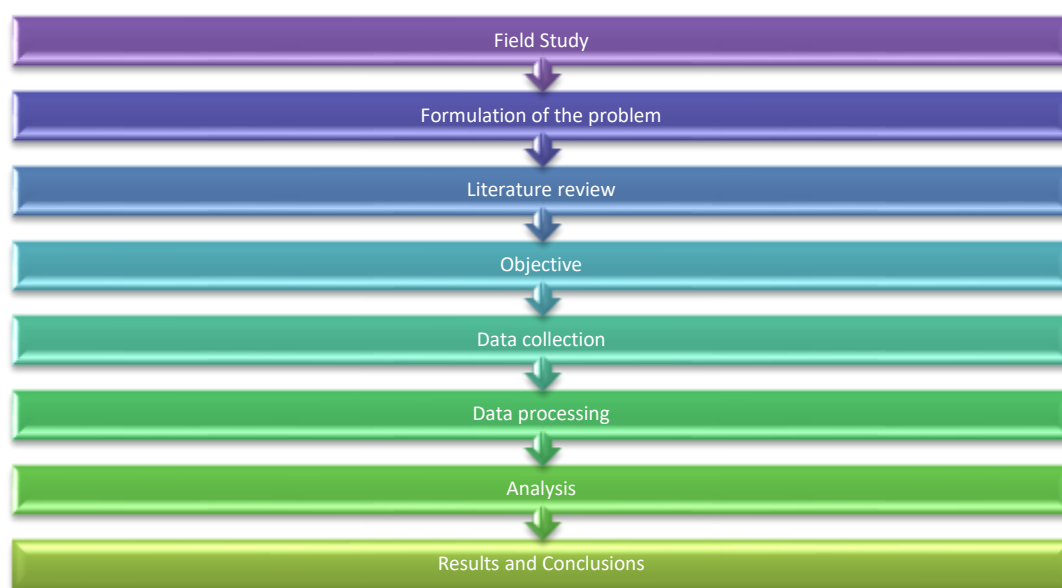 Field Study
Formulation of the problem
Literature review
Objective
Data collection
Data processing
Analysis
Results and Conclusions